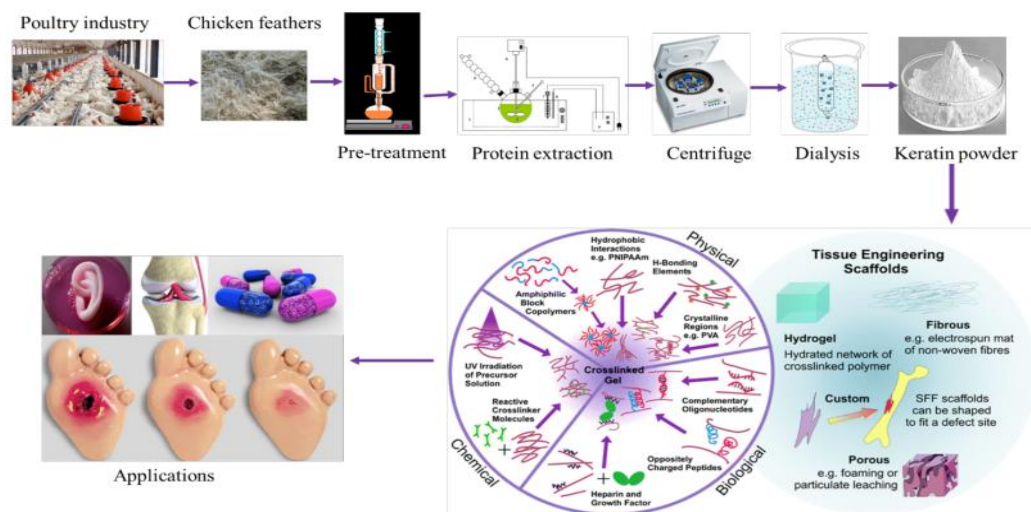 Poultry industry
Chicken feathers
Pre-treatment
Protein extraction
Centrifuge
Dialysis
Keratin powder
Applications
Physical
Hydrophobic
Interactions
e.g. PNIPAAm
H-Bonding
Elements
Amphiphilic
Block
Copolymers
Crystalline
Regions
e.g. PVA
UV Irradiation
of Precursor
Solution
Crosslinked
Gel
Complementary
Oligonucleotides
Reactive
Crosslinker
Molecules
+
Chemical
+
Heparin and
Growth Factor
Oppositely
Charged Peptides
Biological
Tissue Engineering
Scaffolds
Hydrogel
Hydrated network of
crosslinked polymer
Fibrous
e.g. electrospun mat
of non-woven fibres
Custom
SFF scaffolds
can be shaped
to fit a defect site
Porous
e.g. foaming or
particulate leaching